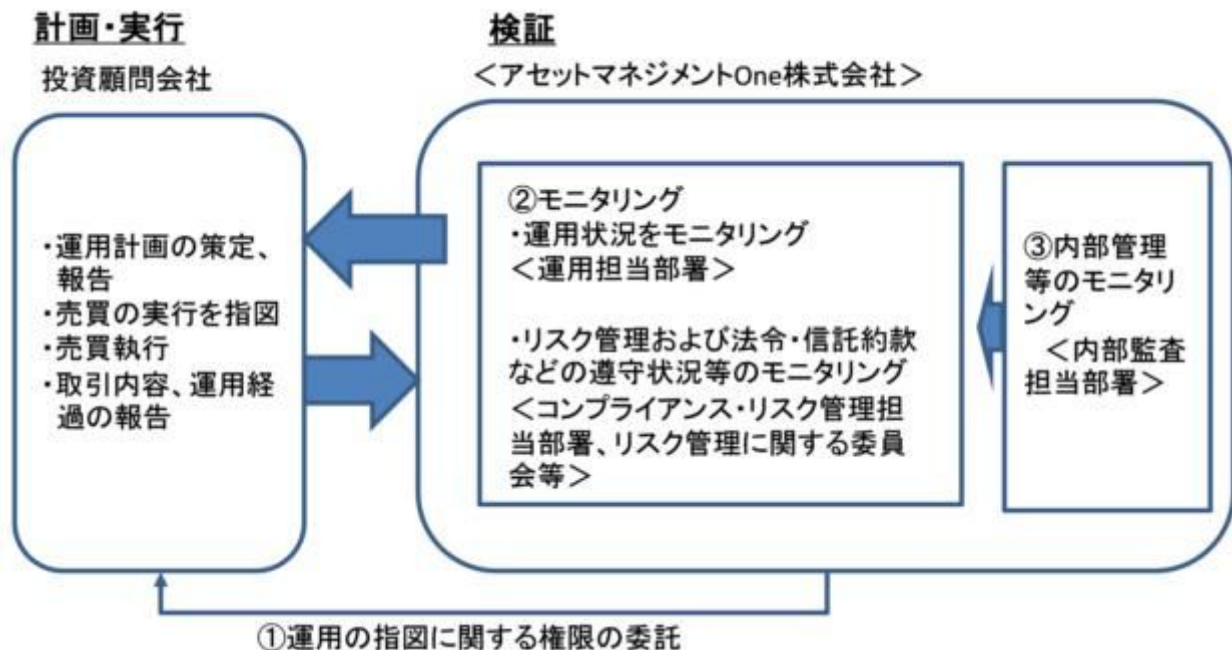 計画・実行
投資顧問会社
・運用計画の策定、
報告
・売買の実行を指図
・売買執行
・取引内容、運用経
過の報告
検証
＜アセットマネジメントOne株式会社＞
②モニタリング
・運用状況をモニタリング
＜運用担当部署＞
・リスク管理および法令・信託約款
などの遵守状況等のモニタリング
＜コンプライアンス・リスク管理担
当部署、リスク管理に関する委員
会等＞
③内部管理
等のモニタリ
ング
＜内部監査
担当部署＞
①運用の指図に関する権限の委託